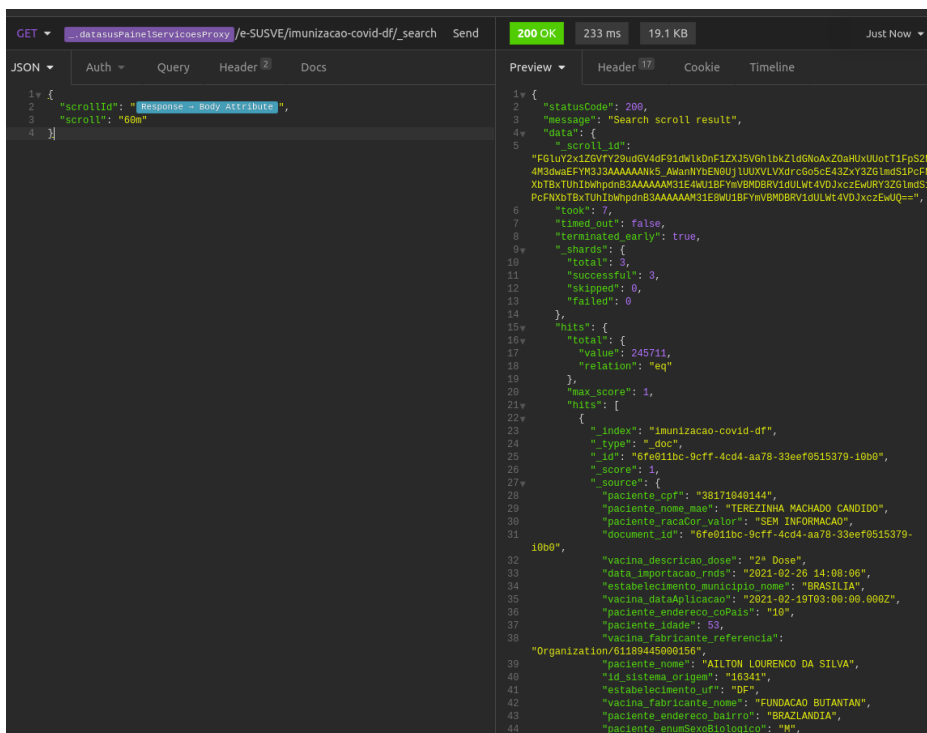 GET _.datasusPainelServicoesProxy /e-SUSVE/imunizacao-covid-df/_search Send
JSON Auth Query Header 2 Docs
1 {
2 "scrollId": " Response → Body Attribute ",
3 "scroll": "60m"
4 }
200 OK 233 ms 19.1 KB Just Now
Preview Header 17 Cookie Timeline
1 {
2 "statusCode": 200,
3 "message": "Search scroll result",
4 "data": {
5 "_scroll_id":
6 "took": 7,
7 "timed_out": false,
8 "terminated_early": true,
9 "_shards": {
10 "total": 3,
11 "successful": 3,
12 "skipped": 0,
13 "failed": 0
14 },
15 "hits": {
16 "total": {
17 "value": 245711,
18 "relation": "eq"
19 },
20 "max_score": 1,
21 "hits": [
22 {
23 "_index": "imunizacao-covid-df",
24 "_type": "_doc",
25 "_id": "6fe011bc-9cff-4cd4-aa78-33eef0515379-i0b0",
26 "_score": 1,
27 "_source": {
28 "paciente_cpf": "38171040144",
29 "paciente_nome_mae": "TEREZINHA MACHADO CANDIDO",
30 "paciente_racaCor_valor": "SEM INFORMACAO",
31 "document_id": "6fe011bc-9cff-4cd4-aa78-33eef0515379-
i0b0",
32 "vacina_descricao_dose": "2ª Dose",
33 "data_importacao_rnds": "2021-02-26 14:08:06",
34 "estabelecimento_municipio_nome": "BRASILIA",
35 "vacina_dataAplicacao": "2021-02-19T03:00:00.000Z",
36 "paciente_endereco_coPais": "10",
37 "paciente_idade": 53,
38 "vacina_fabricante_referencia":
"Organization/61189445000156",
39 "paciente_nome": "AILTON LOURENCO DA SILVA",
40 "id_sistema_origem": "16341",
41 "estabelecimento_uf": "DF",
42 "vacina_fabricante_nome": "FUNDACAO BUTANTAN",
43 "paciente_endereco_bairro": "BRAZLANDIA",
44 "paciente_enumSexoBiologico": "M",